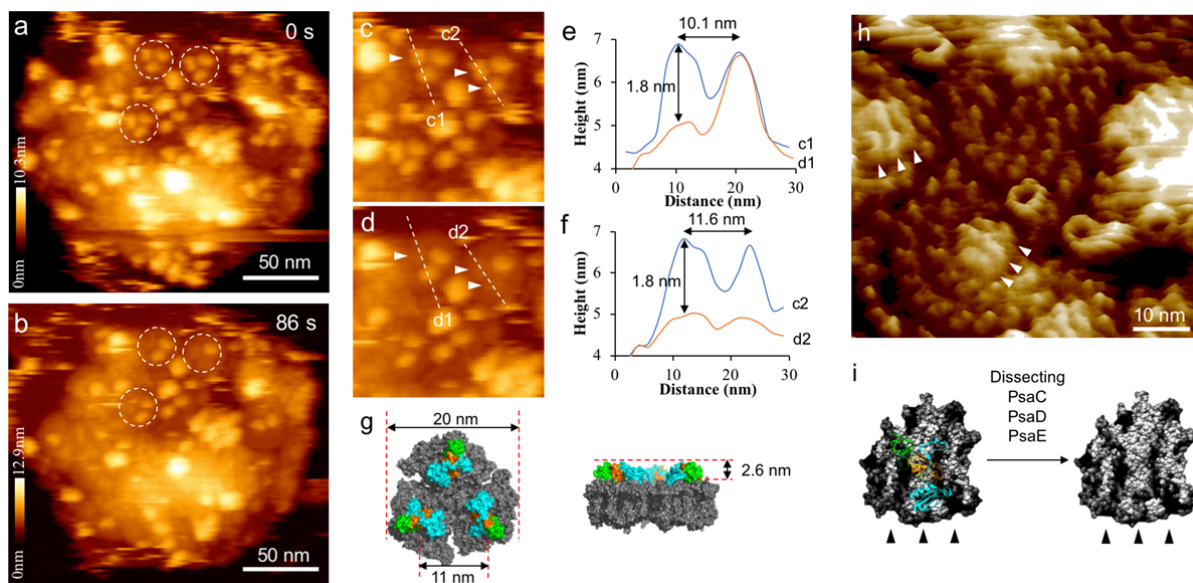 a
0 s
10.3nm
0nm
50 nm
b
86 s
12.9nm
0nm
50 nm
c
c2
c1
d
d2
d1
e
10.1 nm
7
6
5
4
1.8 nm
Height (nm)
c1
d1
0
10
20
30
Distance (nm)
f
11.6 nm
7
6
5
4
1.8 nm
Height (nm)
c2
d2
0
10
20
30
Distance (nm)
g
20 nm
11 nm
2.6 nm
h
10 nm
i
Dissecting
PsaC
PsaD
PsaE